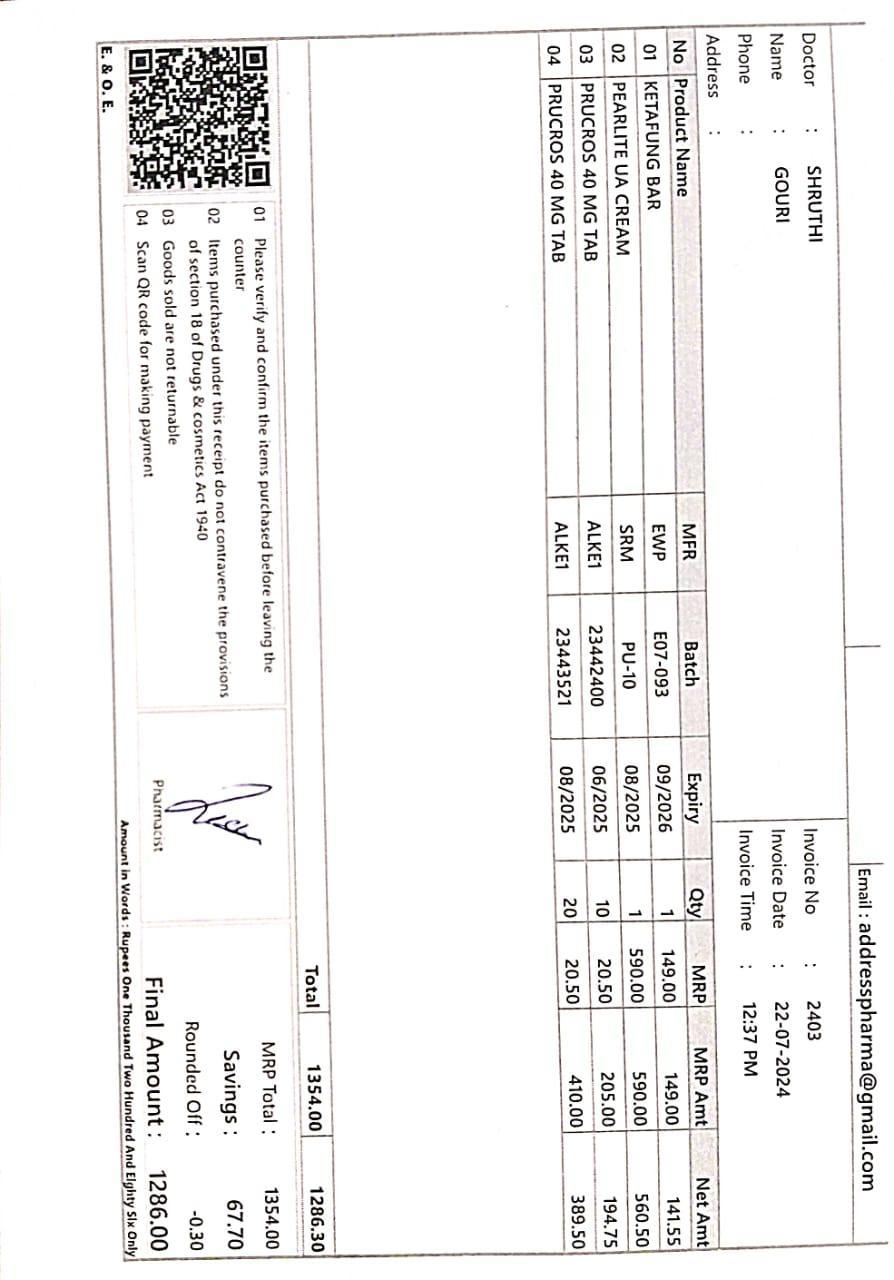 Email : addresspharma@gmail.com
Doctor : SHRUTHI
Name : GOURI
Phone :
Address :
Invoice No : 2403
Invoice Date : 22-07-2024
Invoice Time : 12:37 PM
No Product Name MFR Batch Expiry Qty MRP MRP Amt Net Amt
01 KETAFUNG BAR EWP E07-093 09/2026 1 149.00 149.00 141.55
02 PEARLITE UA CREAM SRM PU-10 08/2025 1 590.00 590.00 560.50
03 PRUCROS 40 MG TAB ALKE1 23442400 06/2025 10 20.50 205.00 194.75
04 PRUCROS 40 MG TAB ALKE1 23443521 08/2025 20 20.50 410.00 389.50
Total 1354.00 1286.30
01 Please verify and confirm the items purchased before leaving the
counter
02 Items purchased under this receipt do not contravene the provisions
of section 18 of Drugs & cosmetics Act 1940
03 Goods sold are not returnable
04 Scan QR code for making payment
E. & O. E.
Pharmacist
MRP Total : 1354.00
Savings : 67.70
Rounded Off : -0.30
Final Amount : 1286.00
Amount in Words : Rupees One Thousand Two Hundred And Eighty Six Only